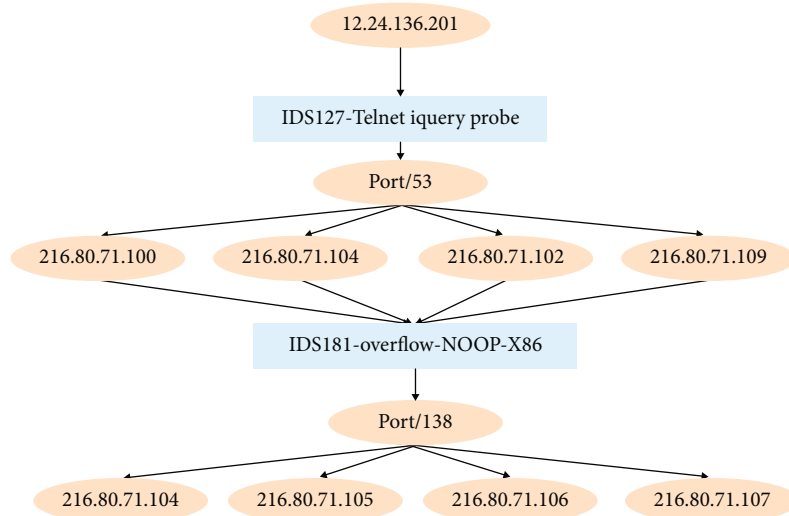 12.24.136.201
IDS127-Telnet iquery probe
Port/53
216.80.71.100
216.80.71.104
216.80.71.102
216.80.71.109
IDS181-overflow-NOOP-X86
Port/138
216.80.71.104
216.80.71.105
216.80.71.106
216.80.71.107